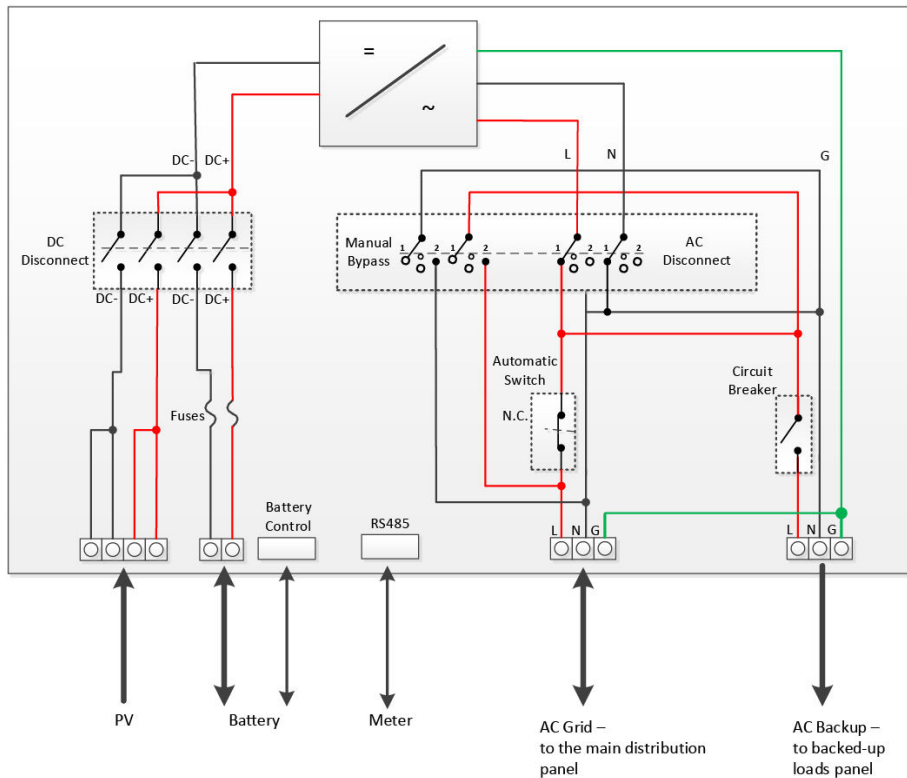 =
~
DC- DC+
L N G
DC
Disconnect
Manual
Bypass
1 2 1 2 1 2 1 2
AC
Disconnect
DC- DC+ DC- DC+
Automatic
Switch
N.C.
Circuit
Breaker
Fuses
Battery
Control
RS485
L N G
L N G
PV
Battery
Meter
AC Grid –
to the main distribution
panel
AC Backup –
to backed-up
loads panel